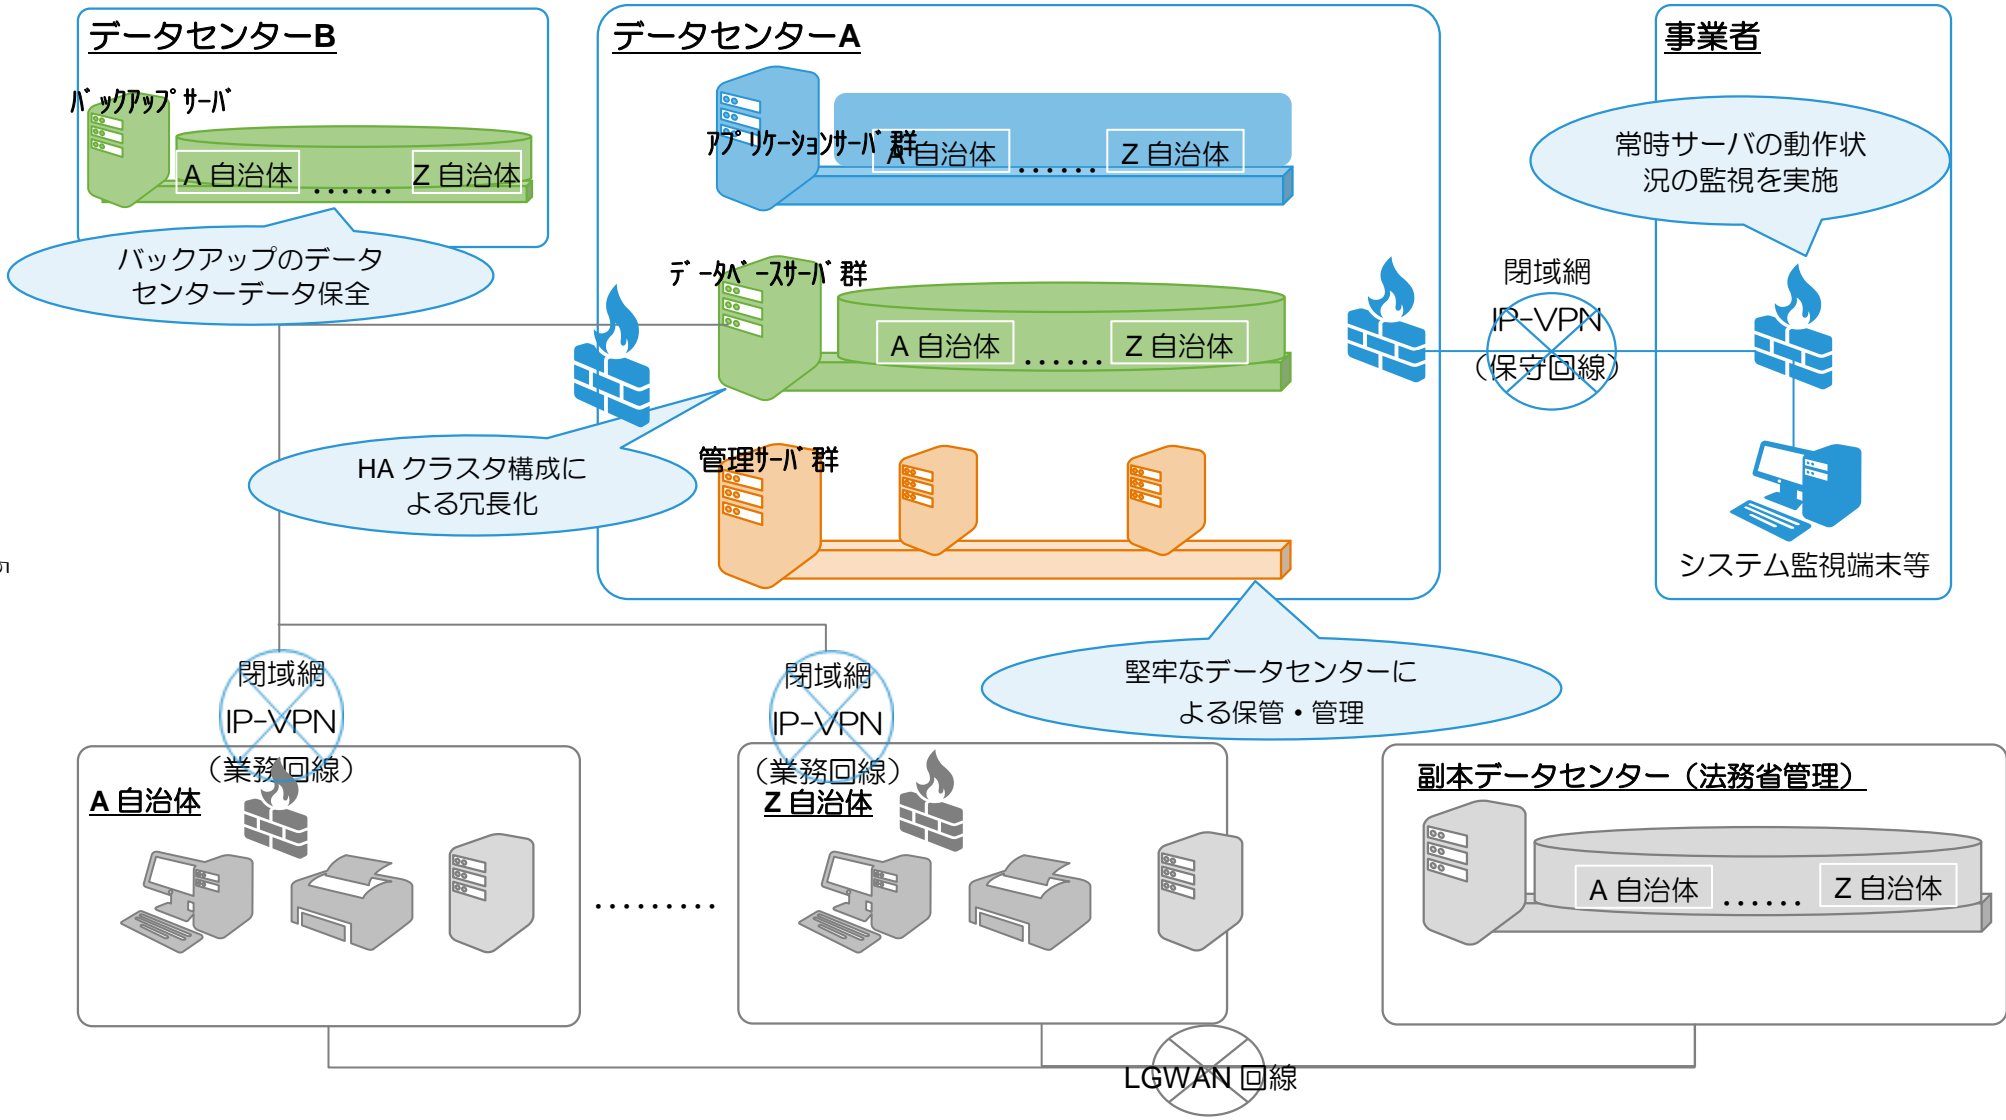 データセンターB
バックアップサーバ
A 自治体
......
Z 自治体
バックアップのデータ
センターデータ保全
データセンターA
アプリケーションサーバ群
A 自治体
......
Z 自治体
データベースサーバ群
A 自治体
......
Z 自治体
HA クラスタ構成に
よる冗長化
管理サーバ群
事業者
常時サーバの動作状
況の監視を実施
閉域網
IP-VPN
（保守回線）
システム監視端末等
堅牢なデータセンターに
よる保管・管理
閉域網
IP-VPN
（業務回線）
A 自治体
.........
閉域網
IP-VPN
（業務回線）
Z 自治体
副本データセンター（法務省管理）
A 自治体
......
Z 自治体
LGWAN 回線